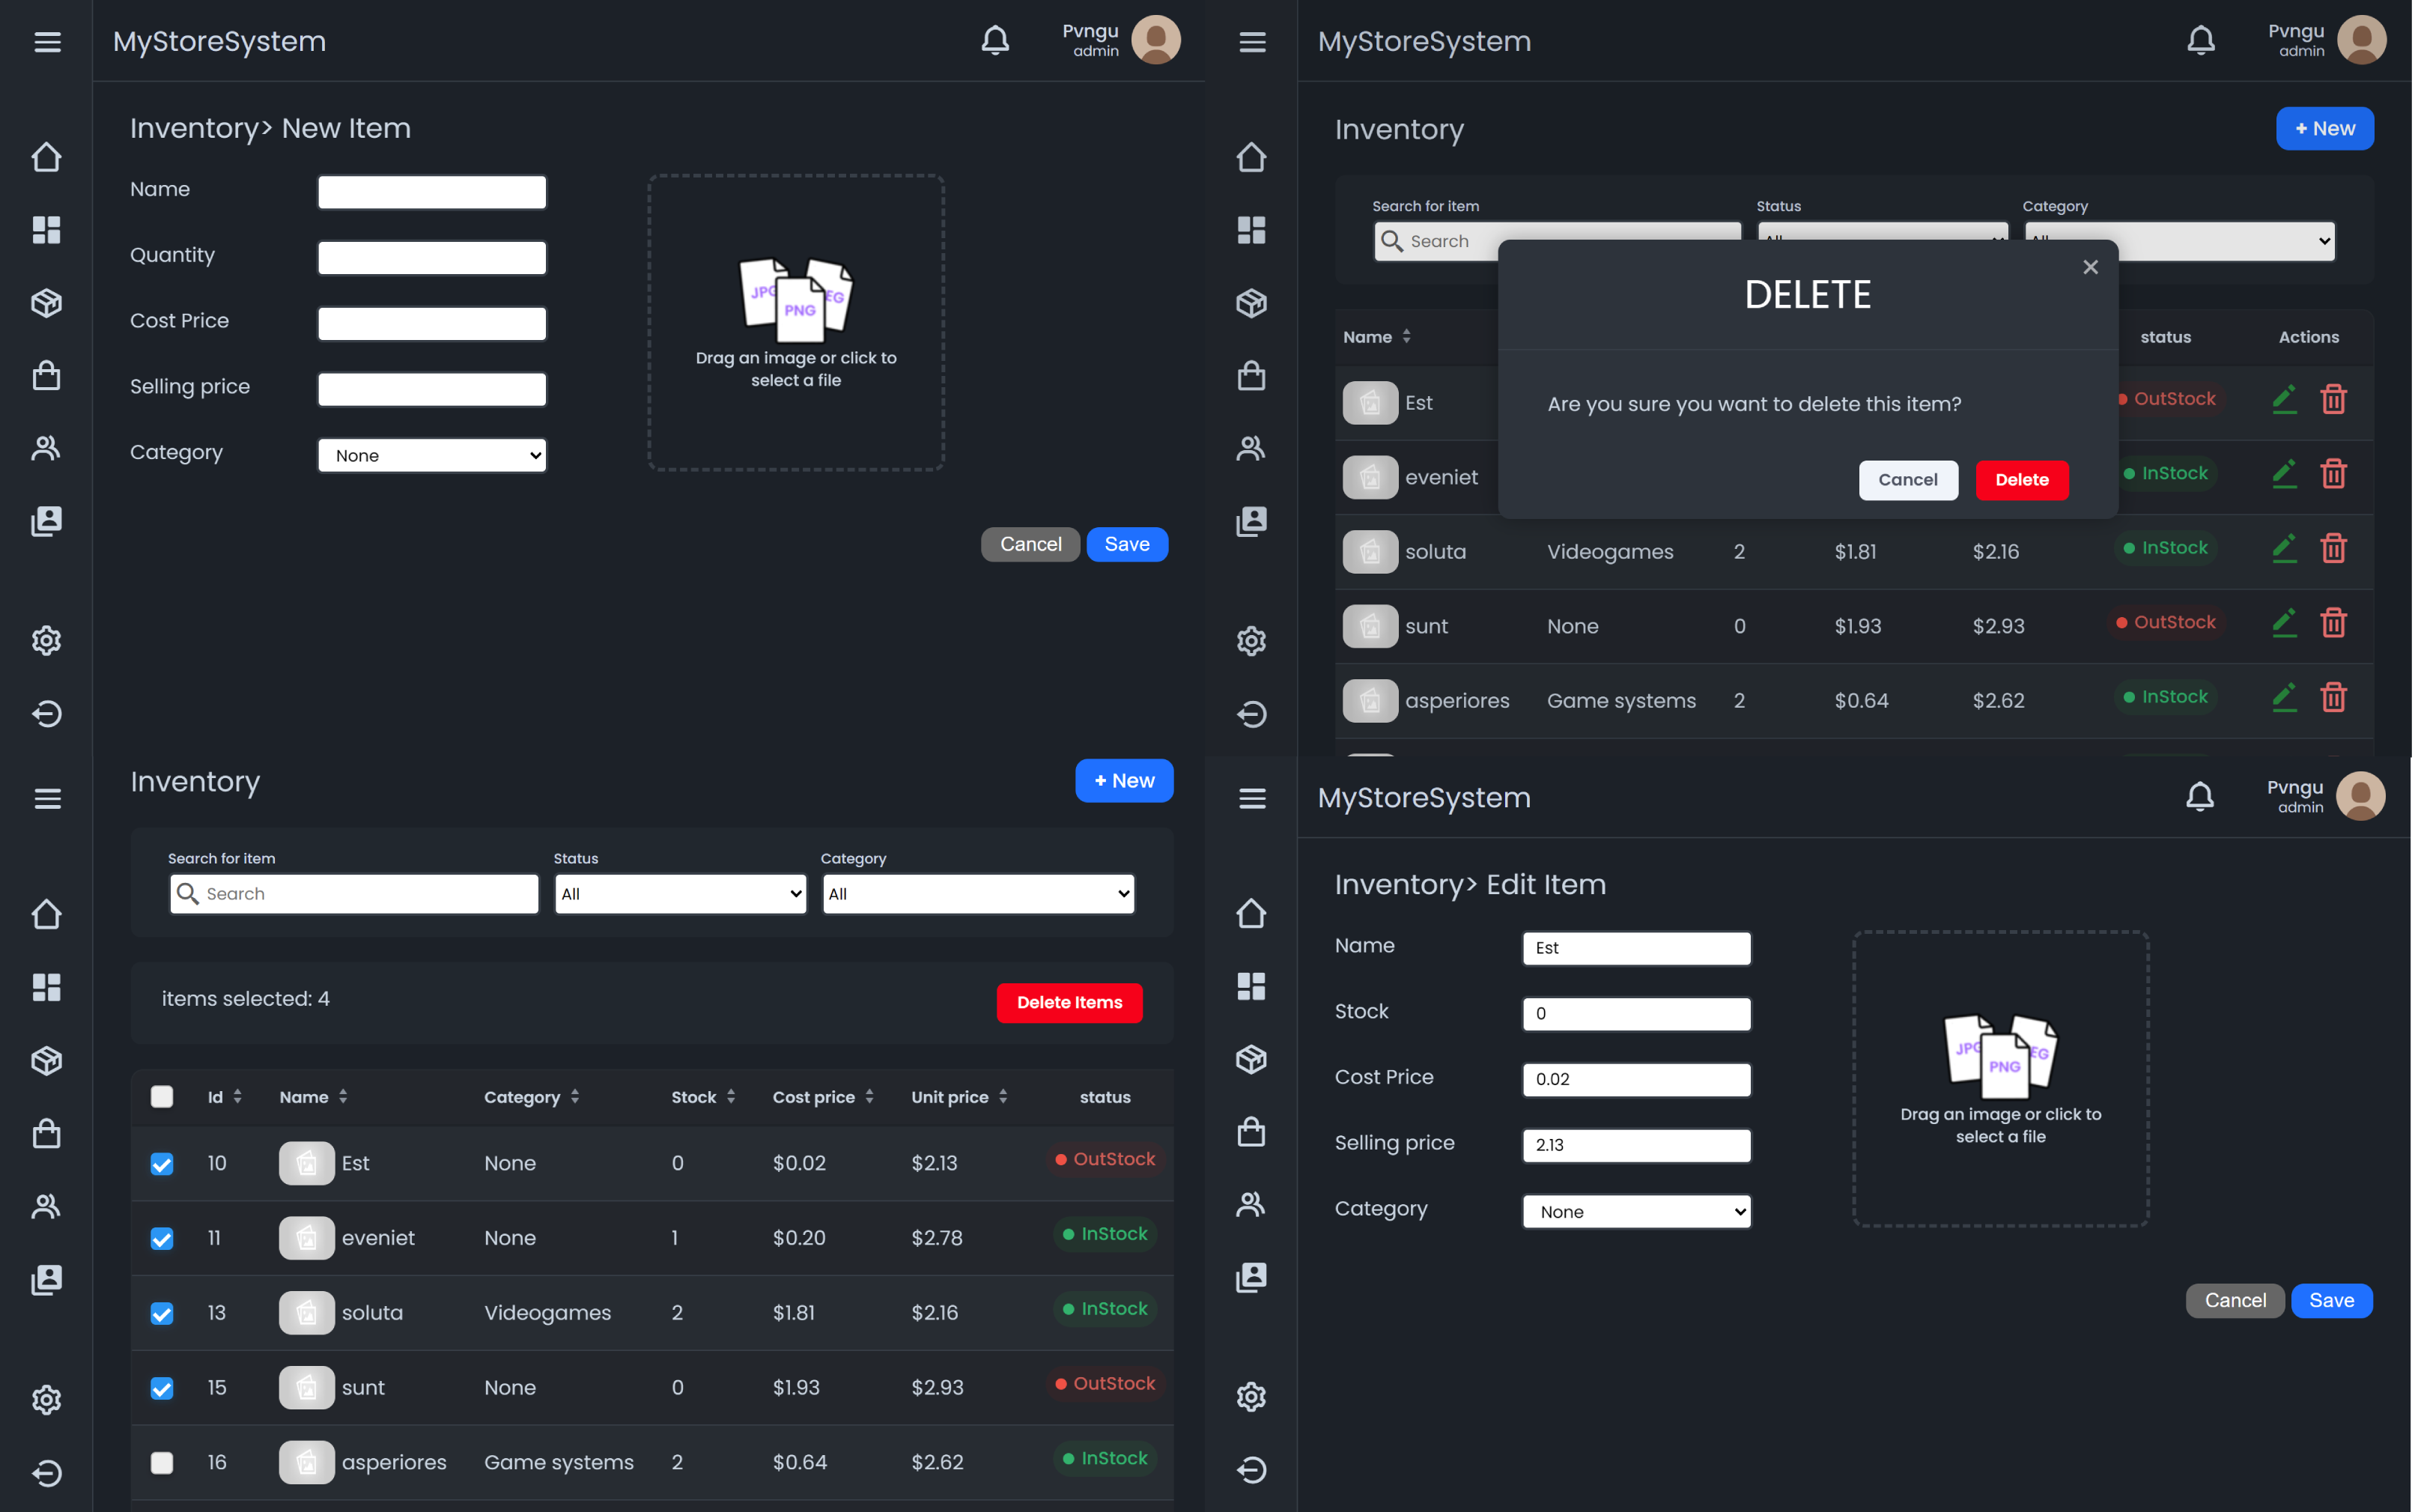 MyStoreSystem
Pvngu
admin
Inventory> New Item
Name
Quantity
Cost Price
Selling price
Category
None
JPG
PNG
EG
Drag an image or click to
select a file
Cancel
Save
MyStoreSystem
Pvngu
admin
Inventory
+ New
Search for item
Status
Category
Search
All
All
DELETE
Are you sure you want to delete this item?
Cancel
Delete
Name
status
Actions
Est
OutStock
eveniet
InStock
soluta Videogames 2 $1.81 $2.16 InStock
sunt None 0 $1.93 $2.93 OutStock
asperiores Game systems 2 $0.64 $2.62 InStock
Inventory
+ New
Search for item
Status
Category
Search
All
All
items selected: 4
Delete Items
Id Name Category Stock Cost price Unit price status
10 Est None 0 $0.02 $2.13 OutStock
11 eveniet None 1 $0.20 $2.78 InStock
13 soluta Videogames 2 $1.81 $2.16 InStock
15 sunt None 0 $1.93 $2.93 OutStock
16 asperiores Game systems 2 $0.64 $2.62 InStock
MyStoreSystem
Pvngu
admin
Inventory> Edit Item
Name
Est
Stock
0
Cost Price
0.02
Selling price
2.13
Category
None
JPG
PNG
EG
Drag an image or click to
select a file
Cancel
Save